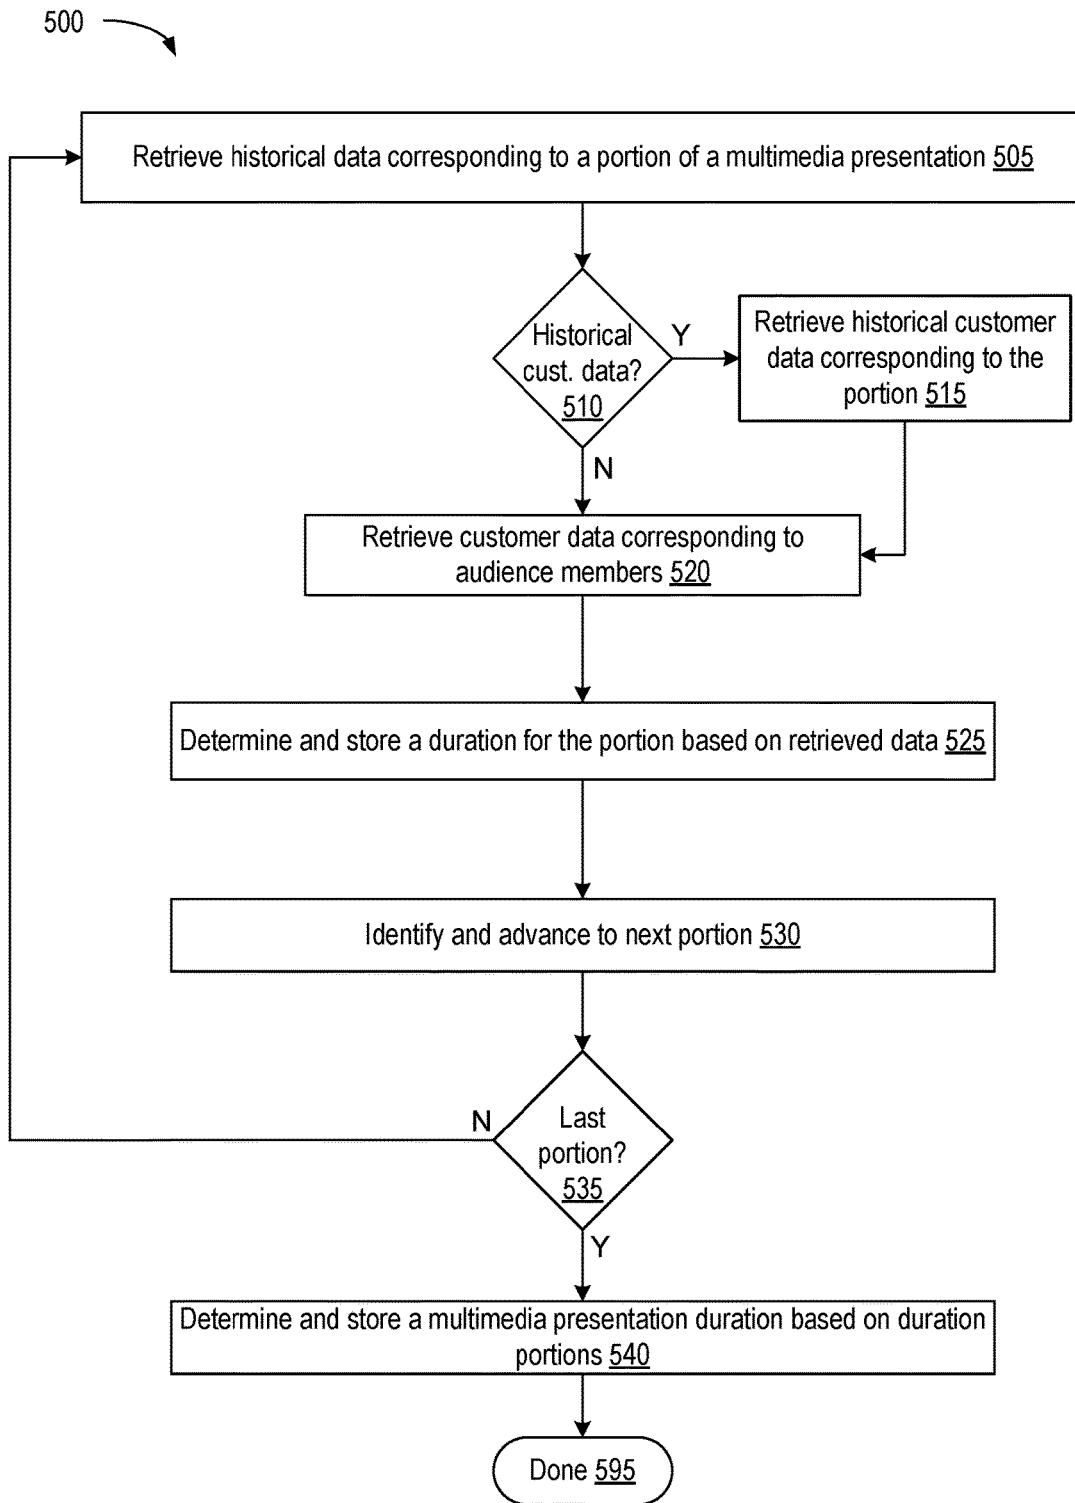 500
Retrieve historical data corresponding to a portion of a multimedia presentation 505
Historical
cust. data?
510
Y
Retrieve historical customer
data corresponding to the
portion 515
N
Retrieve customer data corresponding to
audience members 520
Determine and store a duration for the portion based on retrieved data 525
Identify and advance to next portion 530
N
Last
portion?
535
Y
Determine and store a multimedia presentation duration based on duration
portions 540
Done 595